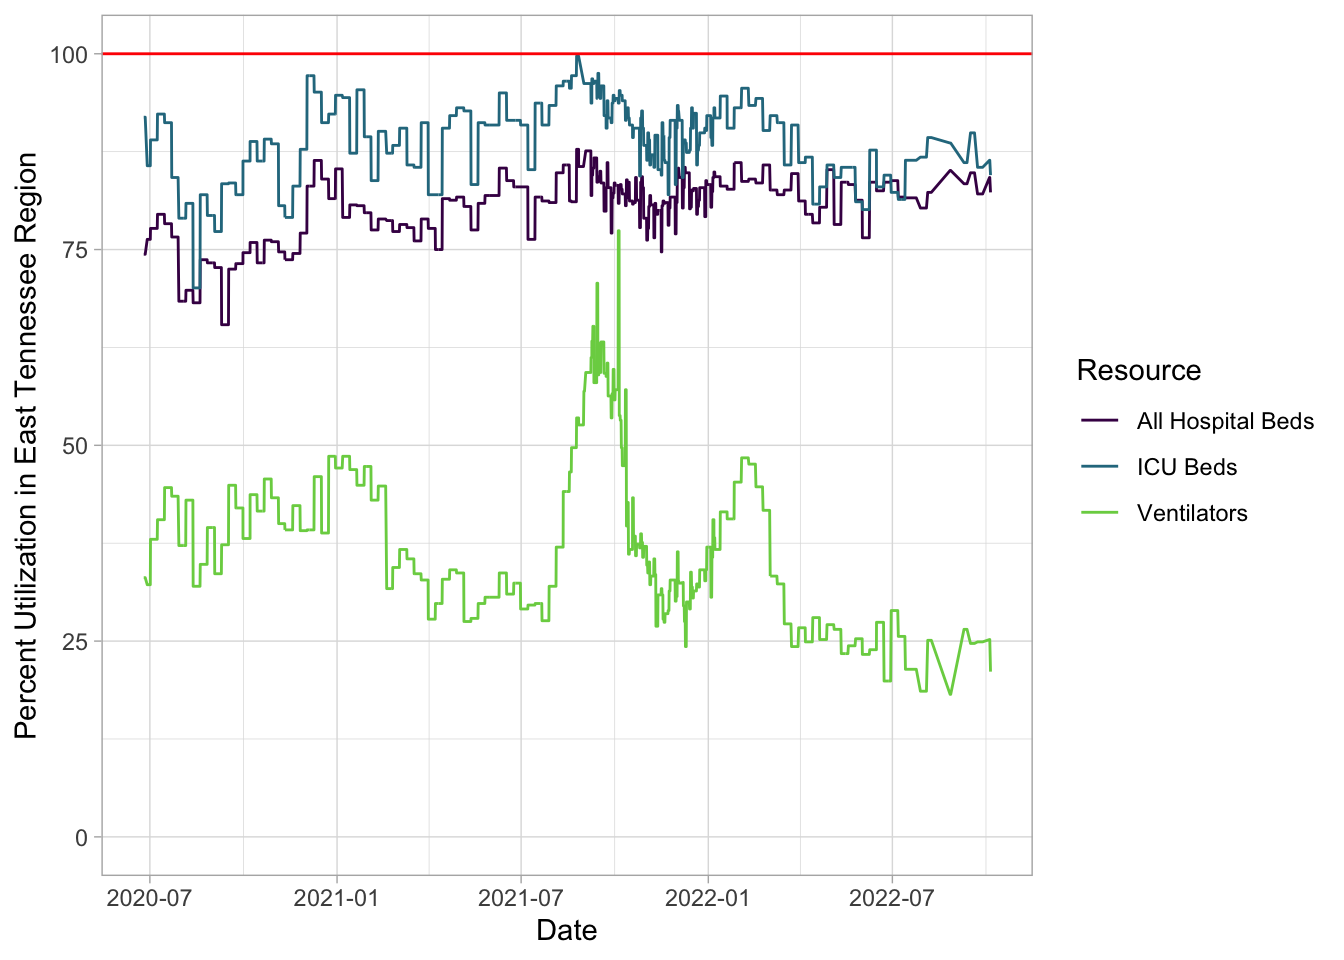 Percent Utilization in East Tennessee Region
100
75
50
25
0
2020-07
2021-01
2021-07
2022-01
2022-07
Date
Resource
All Hospital Beds
ICU Beds
Ventilators